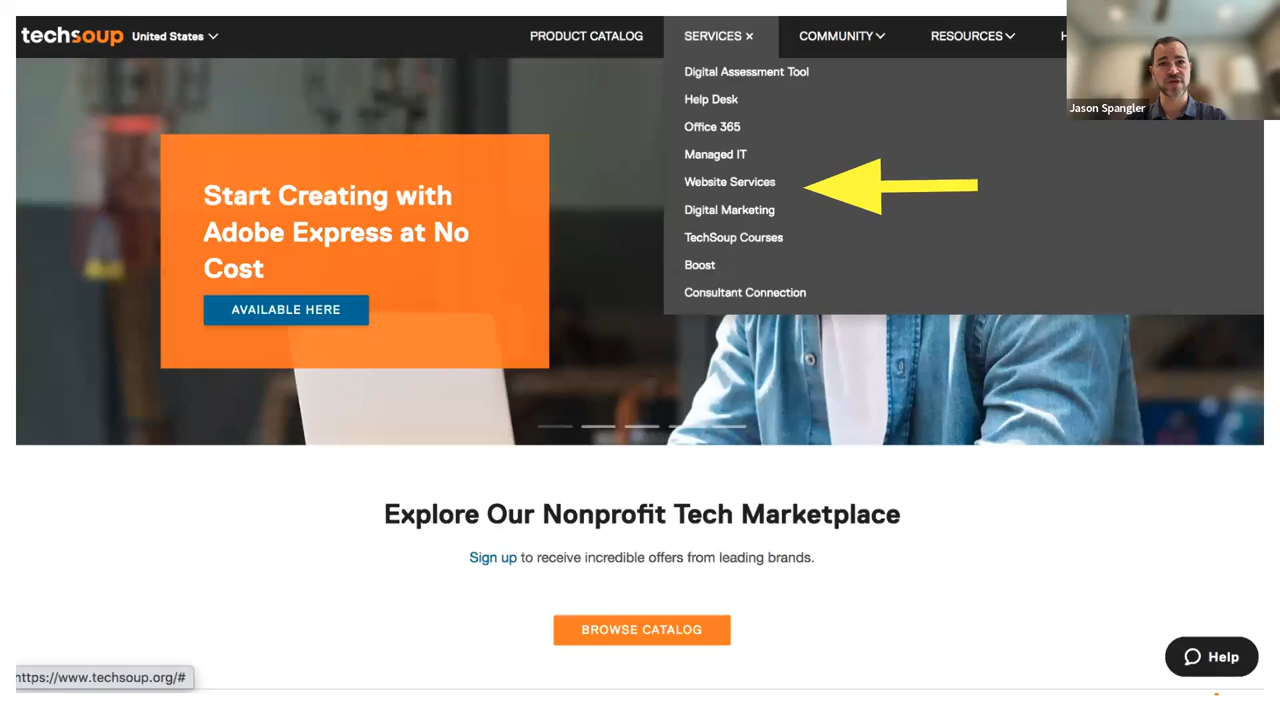 techsoup United States PRODUCT CATALOG SERVICES × COMMUNITY RESOURCES H
Jason Spangler
Digital Assessment Tool
Help Desk
Office 365
Managed IT
Website Services
Digital Marketing
TechSoup Courses
Boost
Consultant Connection
Start Creating with
Adobe Express at No
Cost
AVAILABLE HERE
Explore Our Nonprofit Tech Marketplace
Sign up to receive incredible offers from leading brands.
BROWSE CATALOG
Help
https://www.techsoup.org/#